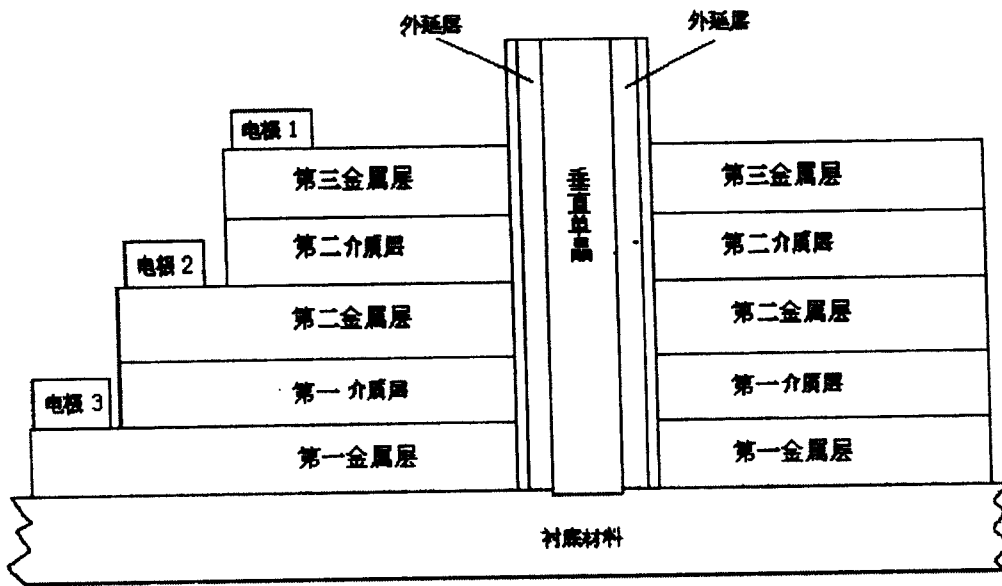 外延层 外延层
电极 1
第三金属层 垂直单晶 第三金属层
第二介质层 第二介质层
电极 2
第二金属层 第二金属层
第一介质层 第一介质层
电极 3
第一金属层 第一金属层
衬底材料